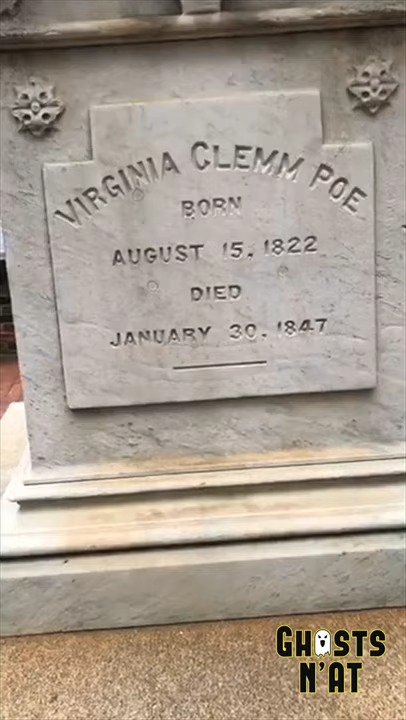 VIRGINIA CLEMM POE
BORN
AUGUST 15, 1822
DIED
JANUARY 30. 1847
GHOSTS
N'AT